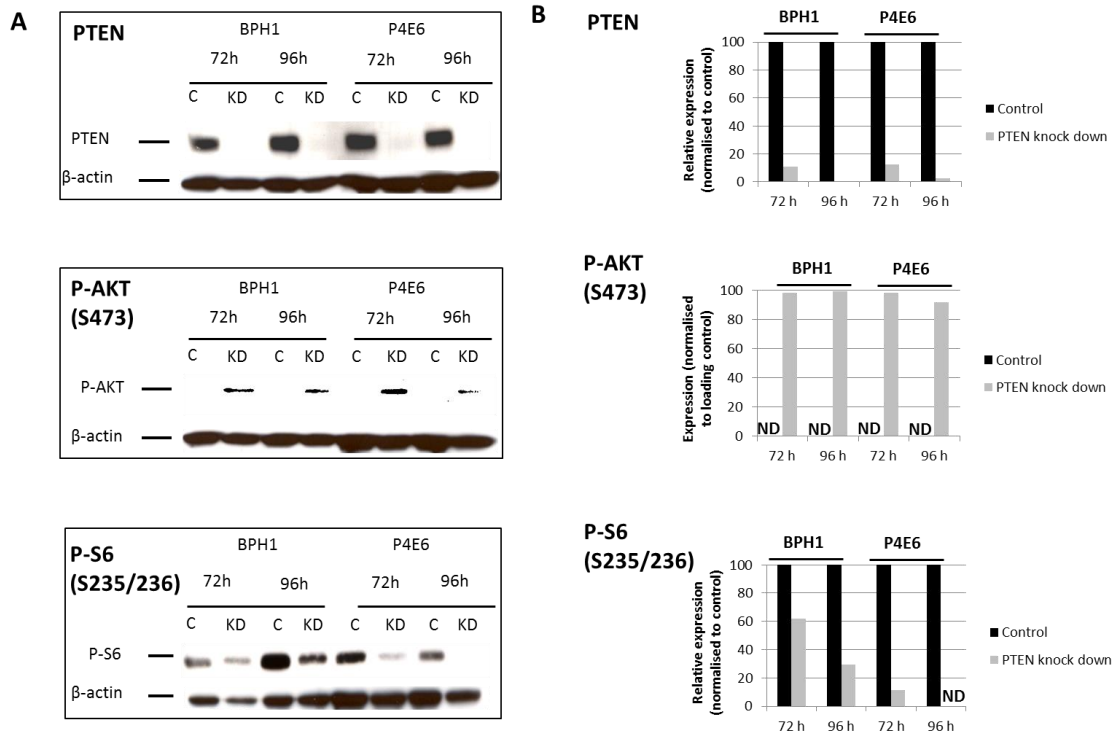 A
PTEN
BPH1 P4E6
72h 96h 72h 96h
C KD C KD C KD C KD
PTEN
β-actin
P-AKT
(S473)
BPH1 P4E6
72h 96h 72h 96h
C KD C KD C KD C KD
P-AKT
β-actin
P-S6
(S235/236)
BPH1 P4E6
72h 96h 72h 96h
C KD C KD C KD C KD
P-S6
β-actin
B
PTEN
BPH1 P4E6
Relative expression
(normalised to control)
100
80
60
40
20
0
72 h 96 h 72 h 96 h
Control
PTEN knock down
P-AKT
(S473)
BPH1 P4E6
Expression (normalised
to loading control)
100
80
60
40
20
0
ND ND ND ND
72 h 96 h 72 h 96 h
Control
PTEN knock down
P-S6
(S235/236)
BPH1 P4E6
Relative expression
(normalised to control)
100
80
60
40
20
0
ND
72 h 96 h 72 h 96 h
Control
PTEN knock down